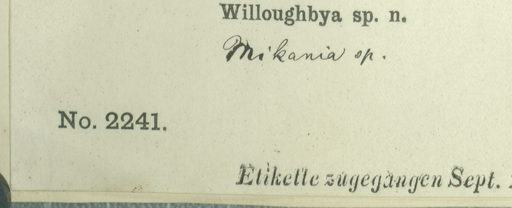 Willoughbya sp. n.
Mikania sp.
No. 2241.
Etikette zugegangen Sept.